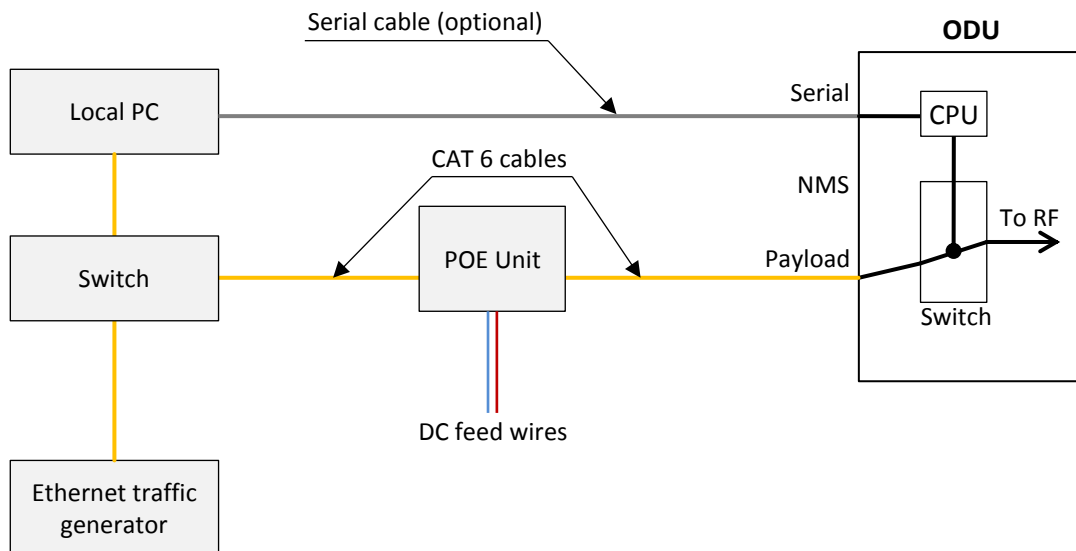 Serial cable (optional)
ODU
Local PC
Serial
CPU
CAT 6 cables
NMS
To RF
Switch
POE Unit
Payload
Switch
DC feed wires
Ethernet traffic
generator